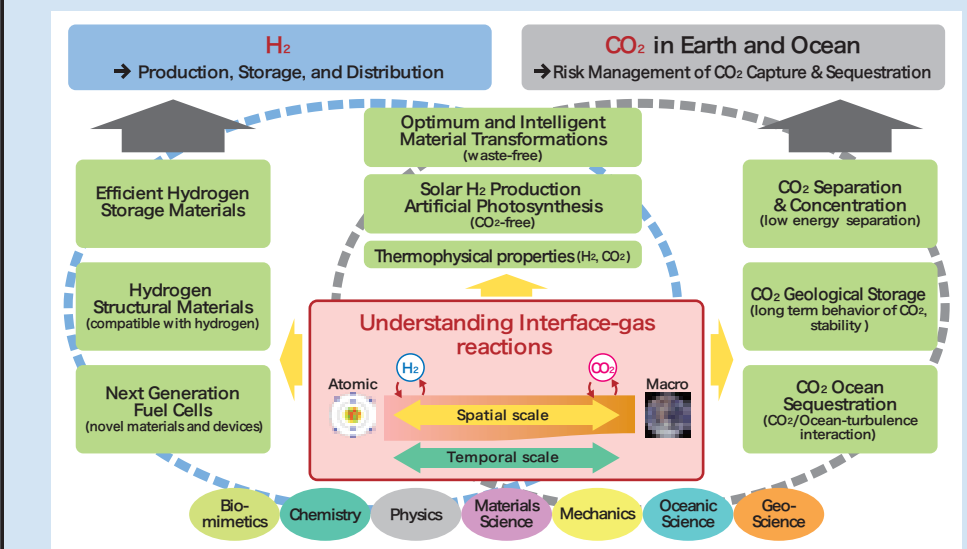 H2
➔ Production, Storage, and Distribution
CO2 in Earth and Ocean
➔Risk Management of CO2 Capture & Sequestration
Efficient Hydrogen
Storage Materials
Hydrogen
Structural Materials
(compatible with hydrogen)
Next Generation
Fuel Cells
(novel materials and devices)
Optimum and Intelligent
Material Transformations
(waste-free)
Solar H2 Production
Artificial Photosynthesis
(CO2-free)
Thermophysical properties (H2, CO2)
CO2 Separation
& Concentration
(low energy separation)
CO2 Geological Storage
(long term behavior of CO2,
stability )
CO2 Ocean
Sequestration
(CO2/Ocean-turbulence
interaction)
Understanding Interface-gas
reactions
H2
CO2
Atomic
Macro
Spatial scale
Temporal scale
Bio-
mimetics
Chemistry
Physics
Materials
Science
Mechanics
Oceanic
Science
Geo-
Science